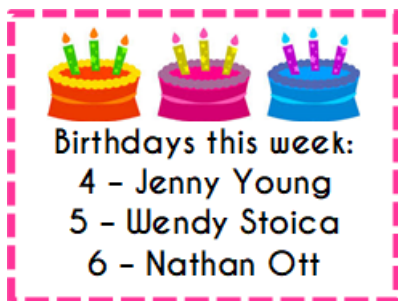 Birthdays this week:
4 – Jenny Young
5 – Wendy Stoica
6 – Nathan Ott